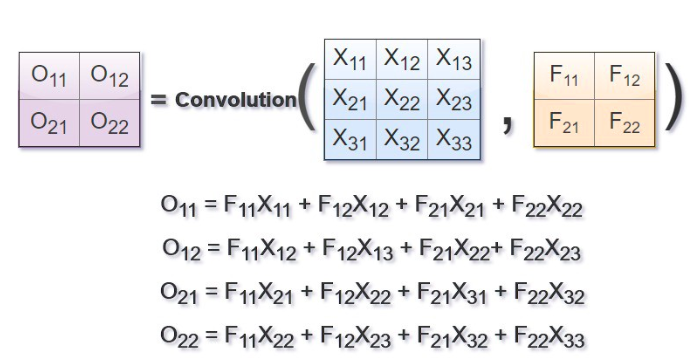 O11 O12 = Convolution( X11 X12 X13 , F11 F12 )
O21 O22 X21 X22 X23 F21 F22
X31 X32 X33
O11 = F11X11 + F12X12 + F21X21 + F22X22
O12 = F11X12 + F12X13 + F21X22+ F22X23
O21 = F11X21 + F12X22 + F21X31 + F22X32
O22 = F11X22 + F12X23 + F21X32 + F22X33